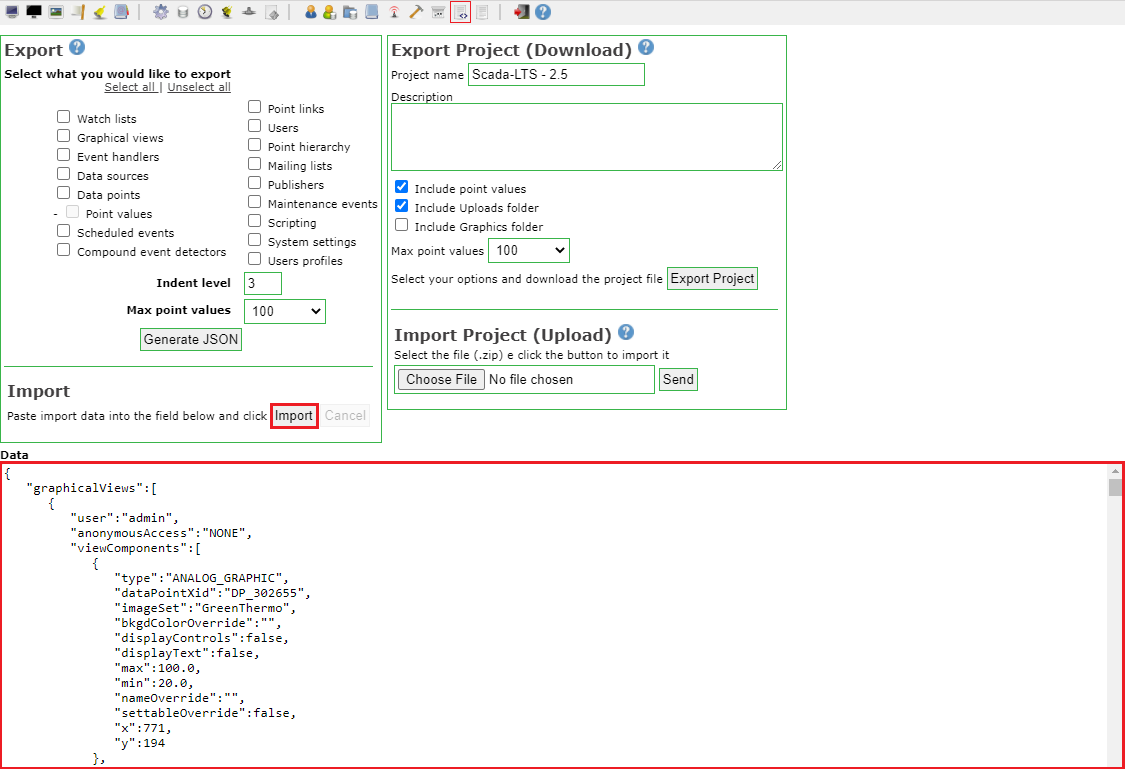 Export
Select what you would like to export
Select all | Unselect all
Watch lists
Graphical views
Event handlers
Data sources
Data points
- Point values
Scheduled events
Compound event detectors
Point links
Users
Point hierarchy
Mailing lists
Publishers
Maintenance events
Scripting
System settings
Users profiles
Indent level 3
Max point values 100
Generate JSON
Import
Paste import data into the field below and click Import Cancel
Export Project (Download)
Project name Scada-LTS - 2.5
Description
Include point values
Include Uploads folder
Include Graphics folder
Max point values 100
Select your options and download the project file Export Project
Import Project (Upload)
Select the file (.zip) e click the button to import it
Choose File No file chosen Send
Data
{
"graphicalViews":[
{
"user":"admin",
"anonymousAccess":"NONE",
"viewComponents":[
{
"type":"ANALOG_GRAPHIC",
"dataPointXid":"DP_302655",
"imageSet":"GreenThermo",
"bkgdColorOverride":"",
"displayControls":false,
"displayText":false,
"max":100.0,
"min":20.0,
"nameOverride":"",
"settableOverride":false,
"x":771,
"y":194
},